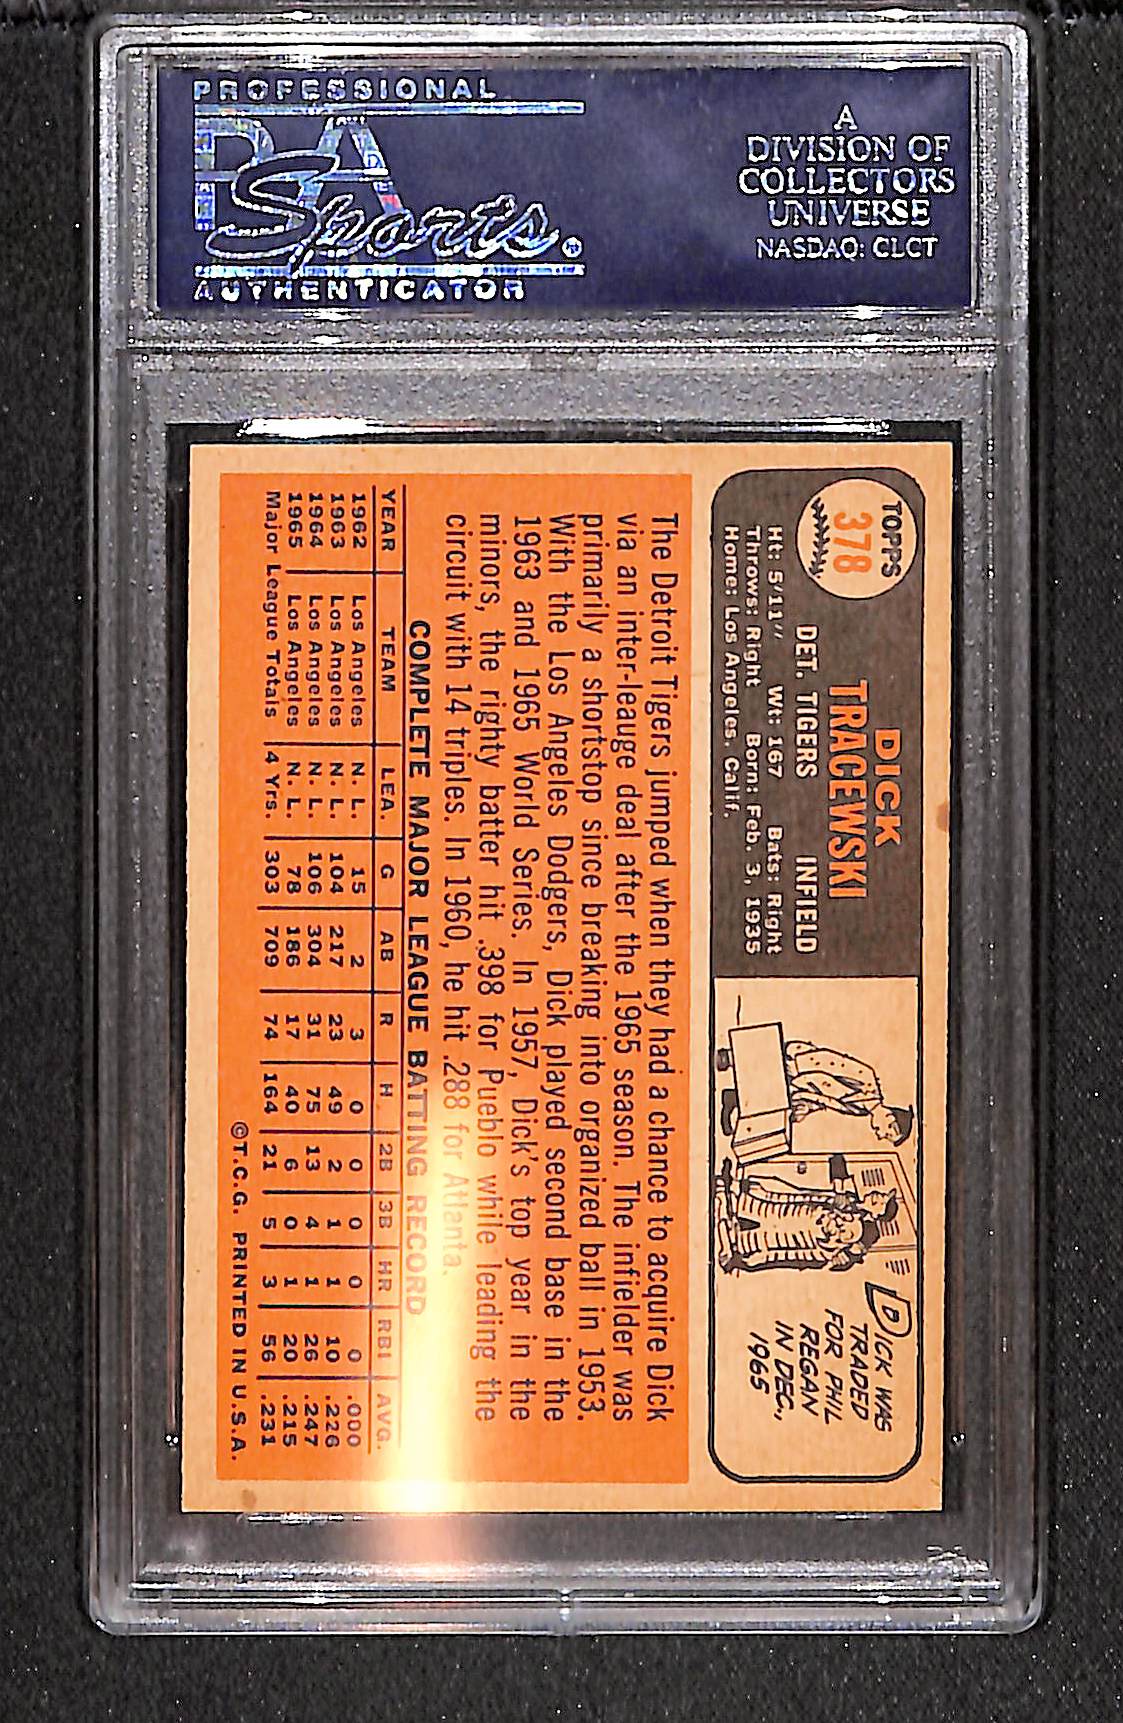 PROFESSIONAL
PSA
Sports®
AUTHENTICATOR
A
DIVISION OF
COLLECTORS
UNIVERSE
NASDAQ: CLCT
TOPPS
378
DICK
TRACEWSKI
DET. TIGERS INFIELD
Ht: 5'11" Wt: 167 Bats: Right
Throws: Right Born: Feb. 3, 1935
Home: Los Angeles, Calif.
DICK WAS
TRADED
FOR PHIL
REGAN
IN DEC.,
1965
The Detroit Tigers jumped when they had a chance to acquire Dick
via an inter-leauge deal after the 1965 season. The infielder was
primarily a shortstop since breaking into organized ball in 1953.
With the Los Angeles Dodgers, Dick played second base in the
1963 and 1965 World Series. In 1957, Dick's top year in the
minors, the righty batter hit .398 for Pueblo while leading the
circuit with 14 triples. In 1960, he hit .288 for Atlanta.
COMPLETE MAJOR LEAGUE BATTING RECORD
YEAR TEAM LEA. G AB R H 2B 3B HR RBI AVG.
1962 Los Angeles N. L. 15 2 3 0 0 0 0 0 .000
1963 Los Angeles N. L. 104 217 23 49 2 1 1 10 .226
1964 Los Angeles N. L. 106 304 31 75 13 4 1 26 .247
1965 Los Angeles N. L. 78 186 17 40 6 0 1 20 .215
Major League Totals 4 Yrs. 303 709 74 164 21 5 3 56 .231
©T.C.G. PRINTED IN U.S.A.